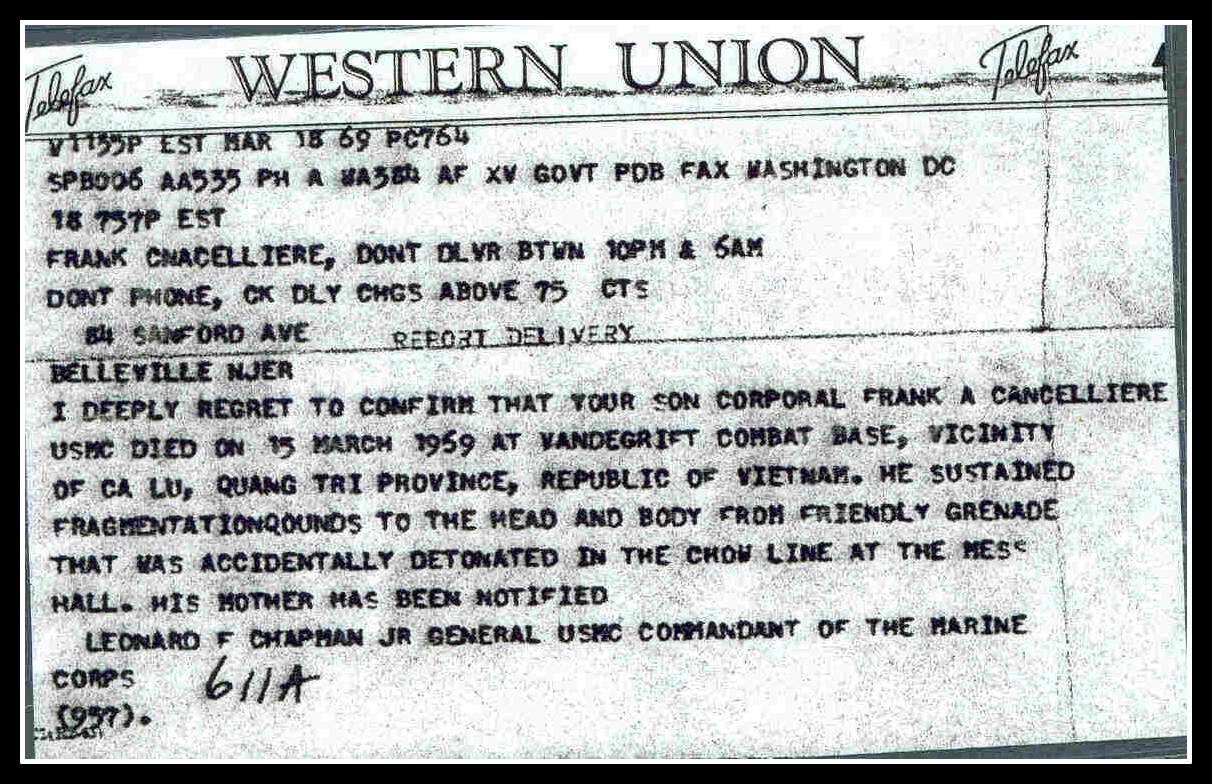 Telefax WESTERN UNION Telefax
EST MAR 18 69 PC764
SPB006 AA535 PH A WA384 AF XV GOVT PDB FAX WASHINGTON DC
18 757P EST
FRANK CNACELLIERE, DONT DLVR BTWN 10PM & 6AM
DONT PHONE, CK DLY CHGS ABOVE 75 CTS
84 SANFORD AVE REPORT DELIVERY
BELLEVILLE NJER
I DEEPLY REGRET TO CONFIRM THAT YOUR SON CORPORAL FRANK A CANCELLIERE
USMC DIED ON 15 MARCH 1969 AT VANDEGRIFT COMBAT BASE, VICINITY
OF CA LU, QUANG TRI PROVINCE, REPUBLIC OF VIETNAM. HE SUSTAINED
FRAGMENTATIONQOUNDS TO THE HEAD AND BODY FROM FRIENDLY GRENADE
THAT WAS ACCIDENTALLY DETONATED IN THE CHOW LINE AT THE MESS
HALL. HIS MOTHER HAS BEEN NOTIFIED
LEONARD F CHAPMAN JR GENERAL USMC COMMANDANT OF THE MARINE
CORPS 611A
(937).